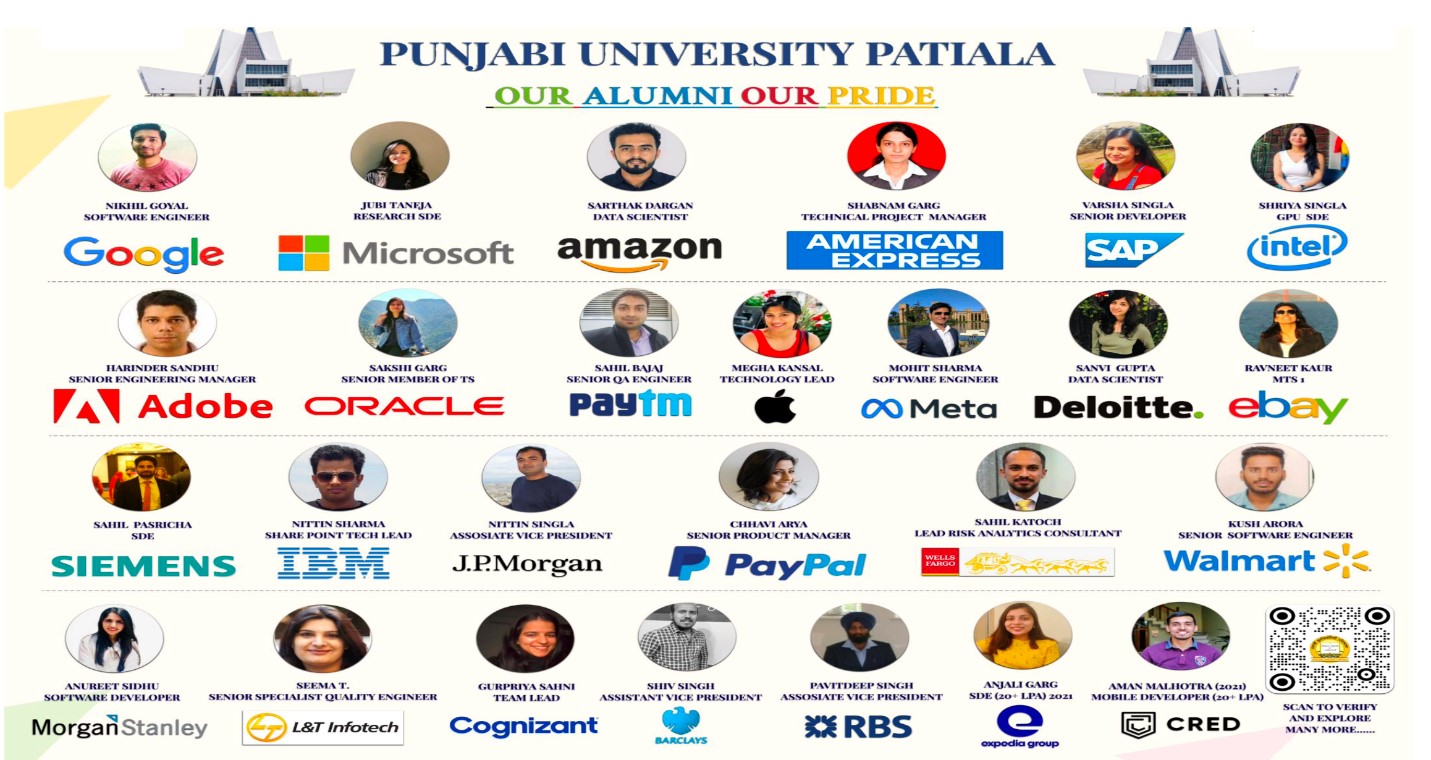 PUNJABI UNIVERSITY PATIALA
OUR ALUMNI OUR PRIDE
NIKHIL GOYAL
SOFTWARE ENGINEER
Google
JUBI TANEJA
RESEARCH SDE
Microsoft
SARTHAK DARGAN
DATA SCIENTIST
amazon
SHABNAM GARG
TECHNICAL PROJECT MANAGER
AMERICAN
EXPRESS
VARSHA SINGLA
SENIOR DEVELOPER
SAP
SHRIYA SINGLA
GPU SDE
intel
HARINDER SANDHU
SENIOR ENGINEERING MANAGER
Adobe
SAKSHI GARG
SENIOR MEMBER OF TS
ORACLE
SAHIL BAJAJ
SENIOR QA ENGINEER
paytm
MEGHA KANSAL
TECHNOLOGY LEAD
MOHIT SHARMA
SOFTWARE ENGINEER
Meta
SANVI GUPTA
DATA SCIENTIST
Deloitte.
RAVNEET KAUR
MTS 1
ebay
SAHIL PASRICHA
SDE
SIEMENS
NITTIN SHARMA
SHARE POINT TECH LEAD
IBM
NITTIN SINGLA
ASSOSIATE VICE PRESIDENT
J.P.Morgan
CHHAVI ARYA
SENIOR PRODUCT MANAGER
PayPal
SAHIL KATOCH
LEAD RISK ANALYTICS CONSULTANT
WELLS
FARGO
KUSH ARORA
SENIOR SOFTWARE ENGINEER
Walmart
ANUREET SIDHU
SOFTWARE DEVELOPER
Morgan Stanley
SEEMA T.
SENIOR SPECIALIST QUALITY ENGINEER
L&T Infotech
GURPRIYA SAHNI
TEAM LEAD
Cognizant
SHIV SINGH
ASSISTANT VICE PRESIDENT
BARCLAYS
PAVITDEEP SINGH
ASSOSIATE VICE PRESIDENT
RBS
ANJALI GARG
SDE (20+ LPA) 2021
expedia group
AMAN MALHOTRA (2021)
MOBILE DEVELOPER (20+ LPA)
CRED
SCAN TO VERIFY
AND EXPLORE
MANY MORE......